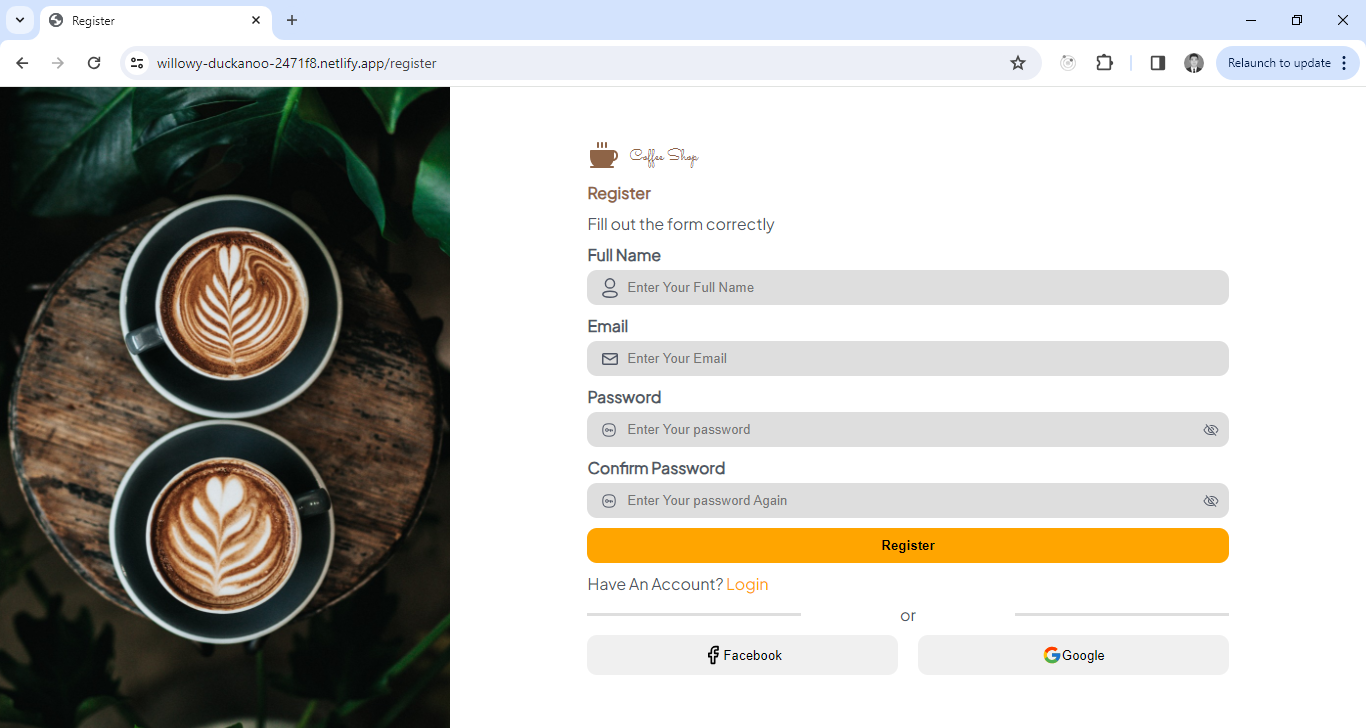 Register
willowy-duckanoo-2471f8.netlify.app/register
Relaunch to update
Coffee Shop
Register
Fill out the form correctly
Full Name
Enter Your Full Name
Email
Enter Your Email
Password
Enter Your password
Confirm Password
Enter Your password Again
Register
Have An Account? Login
or
Facebook
Google